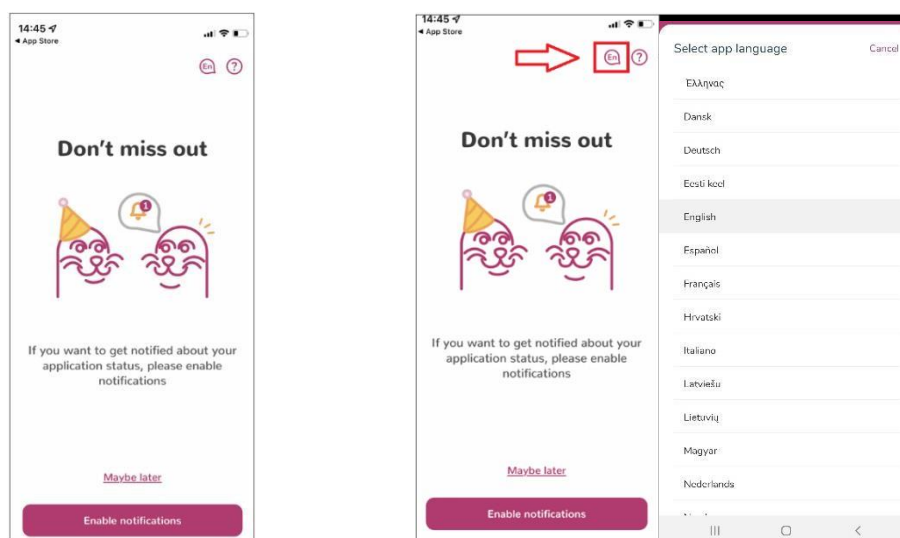 14:45
App Store
En ?
Don't miss out
1
If you want to get notified about your
application status, please enable
notifications
Maybe later
Enable notifications
14:45
App Store
En ?
Don't miss out
1
If you want to get notified about your
application status, please enable
notifications
Maybe later
Enable notifications
Select app language Cancel
Έλληνας
Dansk
Deutsch
Eesti keel
English
Español
Français
Hrvatski
Italiano
Latviešu
Lietuvių
Magyar
Nederlands